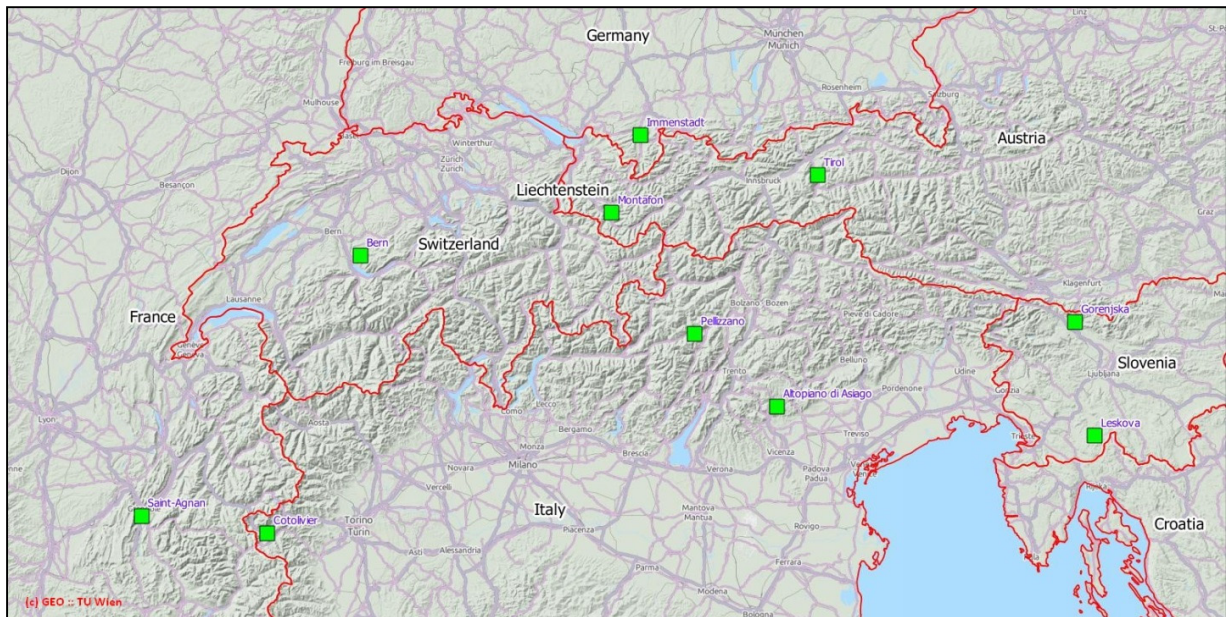 Germany
München
Munich
Linz
Freiburg im Breisgau
Rosenheim
Salzburg
Mulhouse
Immenstadt
Basel
Winterthur
Austria
Zürich
Zurich
Dijon
Tirol
Besançon
Innsbruck
Liechtenstein
Montafon
Graz
Bern
Bern
Switzerland
Klagenfurt
Lausanne
Bolzano Bozen
France
Gorenjska
Pieve di Cadore
Pellizzano
Genève
Belluno
Slovenia
Trento
Ljubljana
Pordenone
Udine
Gorizia
Altopiano di Asiago
Como
Lecco
Lyon
Aosta
Bergamo
Leskova
Treviso
Trieste
Monza
Vicenza
Brescia
Novara
Milano
Verona
Padova
Padua
Vercelli
Rijeka
Saint-Agnan
Mantova
Mantua
Italy
Cotolivier
Torino
Turin
Rovigo
Croatia
Piacenza
Asti
Alessandria
Ferrara
Parma
Modena
(c) GEO :: TU Wien
Bologna